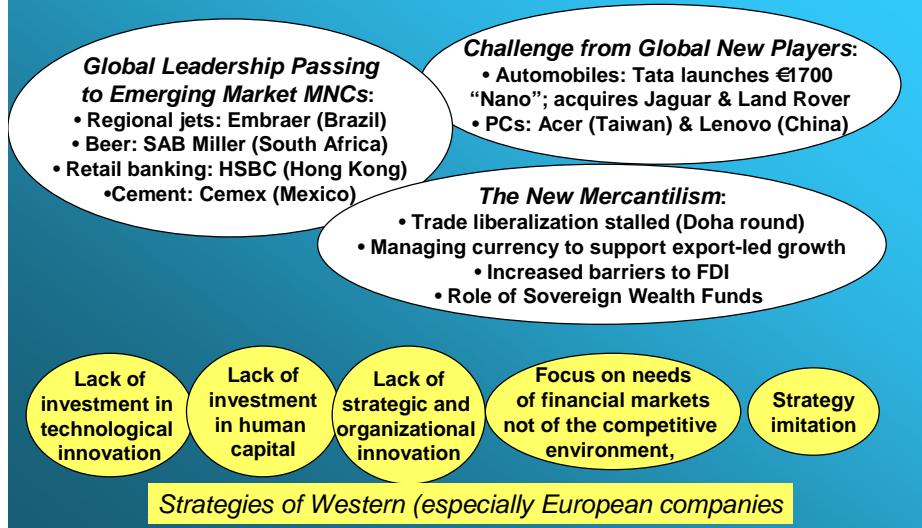 Global Leadership Passing
to Emerging Market MNCs:
• Regional jets: Embraer (Brazil)
• Beer: SAB Miller (South Africa)
• Retail banking: HSBC (Hong Kong)
•Cement: Cemex (Mexico)
Challenge from Global New Players:
• Automobiles: Tata launches €1700
“Nano”; acquires Jaguar & Land Rover
• PCs: Acer (Taiwan) & Lenovo (China)
The New Mercantilism:
• Trade liberalization stalled (Doha round)
• Managing currency to support export-led growth
• Increased barriers to FDI
• Role of Sovereign Wealth Funds
Lack of
investment in
technological
innovation
Lack of
investment
in human
capital
Lack of
strategic and
organizational
innovation
Focus on needs
of financial markets
not of the competitive
environment,
Strategy
imitation
Strategies of Western (especially European companies